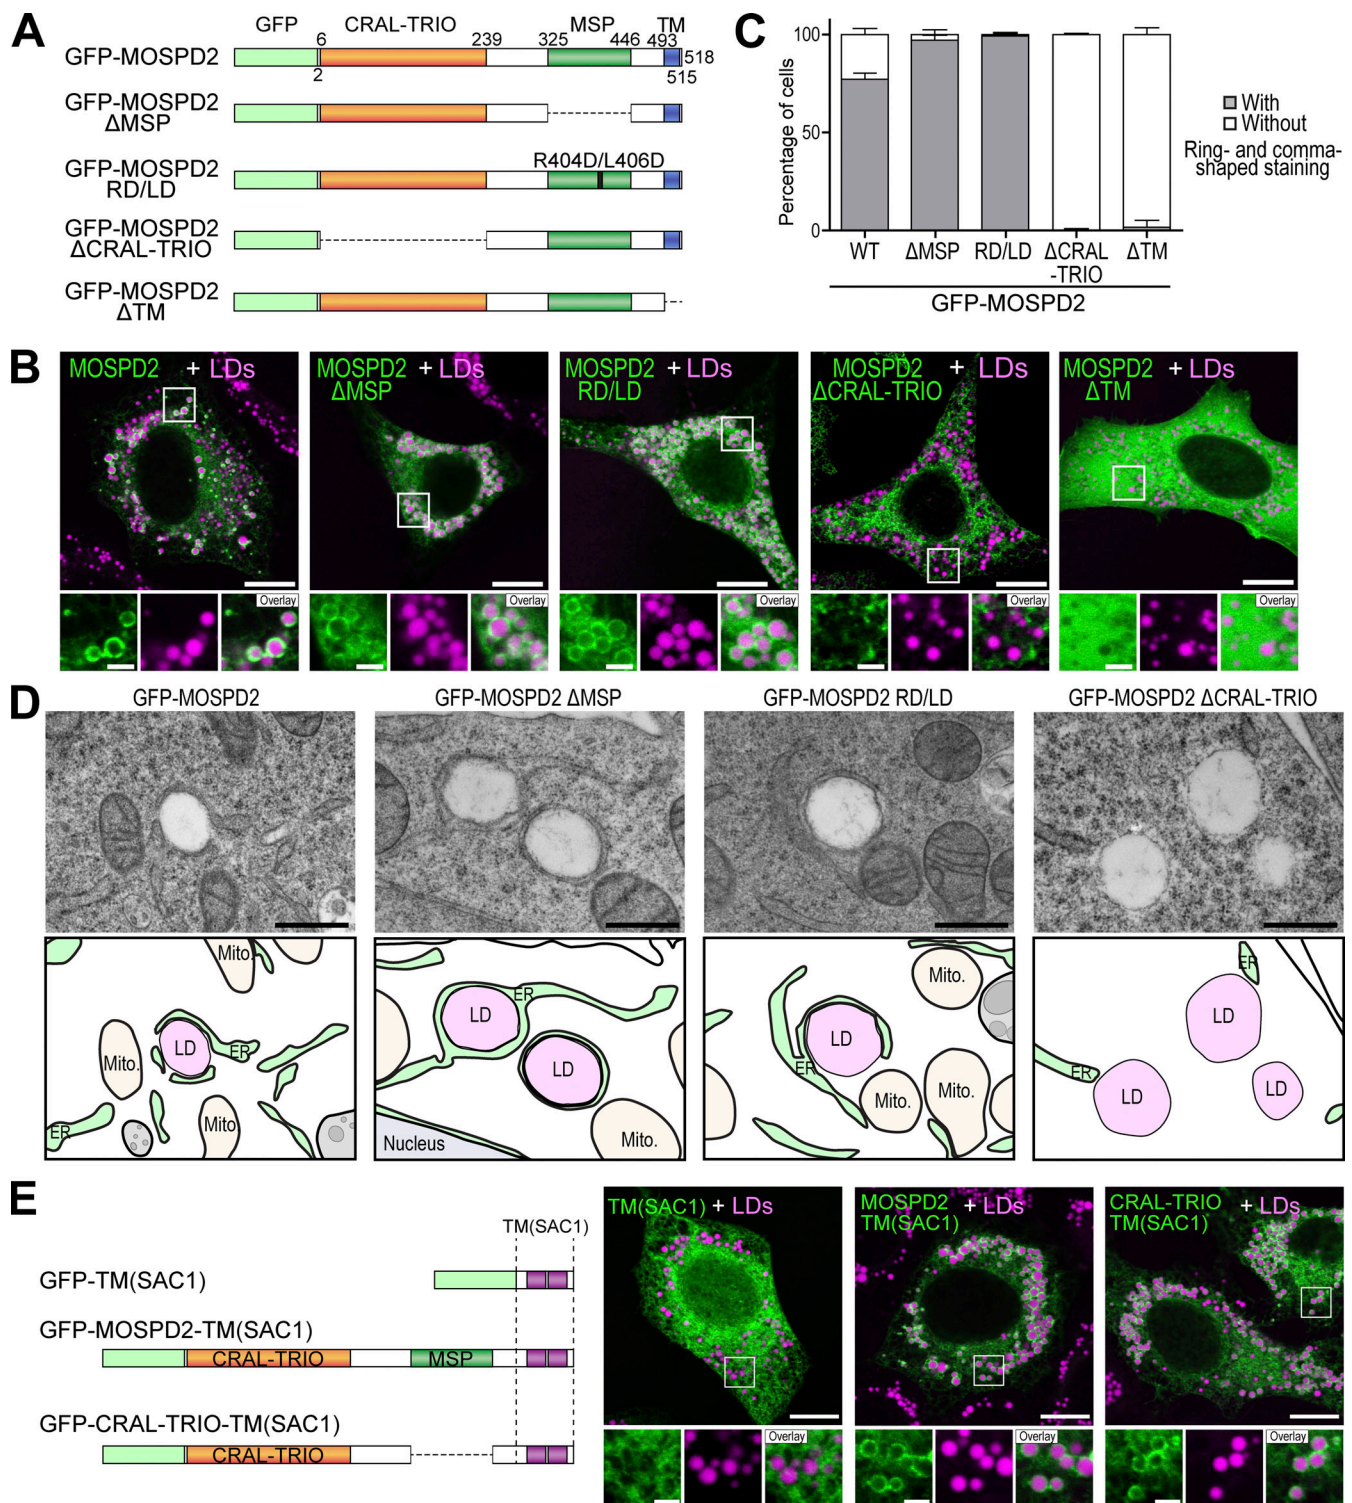 A
GFP CRAL-TRIO MSP TM
6 239 325 446 493
GFP-MOSPD2
518
2 515
GFP-MOSPD2
ΔMSP
R404D/L406D
GFP-MOSPD2
RD/LD
GFP-MOSPD2
ΔCRAL-TRIO
GFP-MOSPD2
ΔTM
C
Percentage of cells
100
50
0
WT ΔMSP RD/LD ΔCRAL ΔTM
-TRIO
GFP-MOSPD2
With
Without
Ring- and comma-
shaped staining
B
MOSPD2 + LDs
Overlay
MOSPD2 + LDs
ΔMSP
Overlay
MOSPD2 + LDs
RD/LD
Overlay
MOSPD2 + LDs
ΔCRAL-TRIO
Overlay
MOSPD2 + LDs
ΔTM
Overlay
D
GFP-MOSPD2
GFP-MOSPD2 ΔMSP
GFP-MOSPD2 RD/LD
GFP-MOSPD2 ΔCRAL-TRIO
Mito.
LD
ER
Mito.
Mito
ER
ER
LD
LD
Nucleus
Mito.
Mito.
LD
ER
Mito.
Mito.
ER
LD
ER
LD
LD
E
TM(SAC1)
GFP-TM(SAC1)
GFP-MOSPD2-TM(SAC1)
CRAL-TRIO MSP
GFP-CRAL-TRIO-TM(SAC1)
CRAL-TRIO
TM(SAC1) + LDs
Overlay
MOSPD2 + LDs
TM(SAC1)
Overlay
CRAL-TRIO + LDs
TM(SAC1)
Overlay